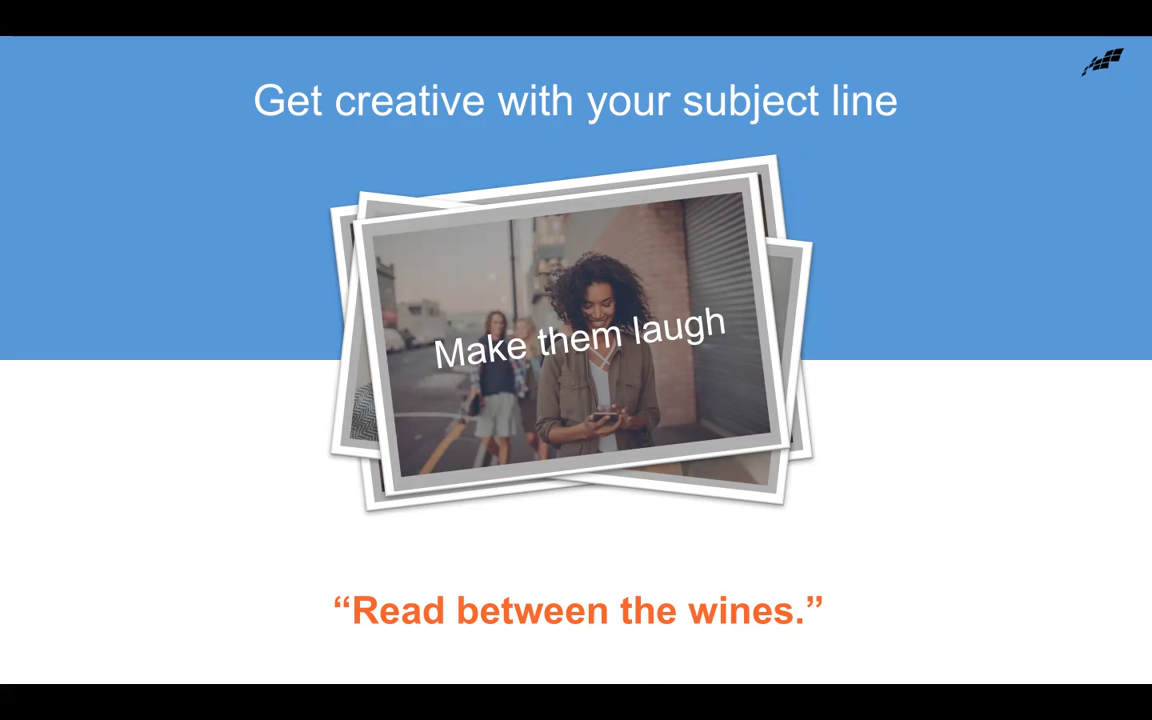 Get creative with your subject line
Make them laugh
“Read between the wines.”